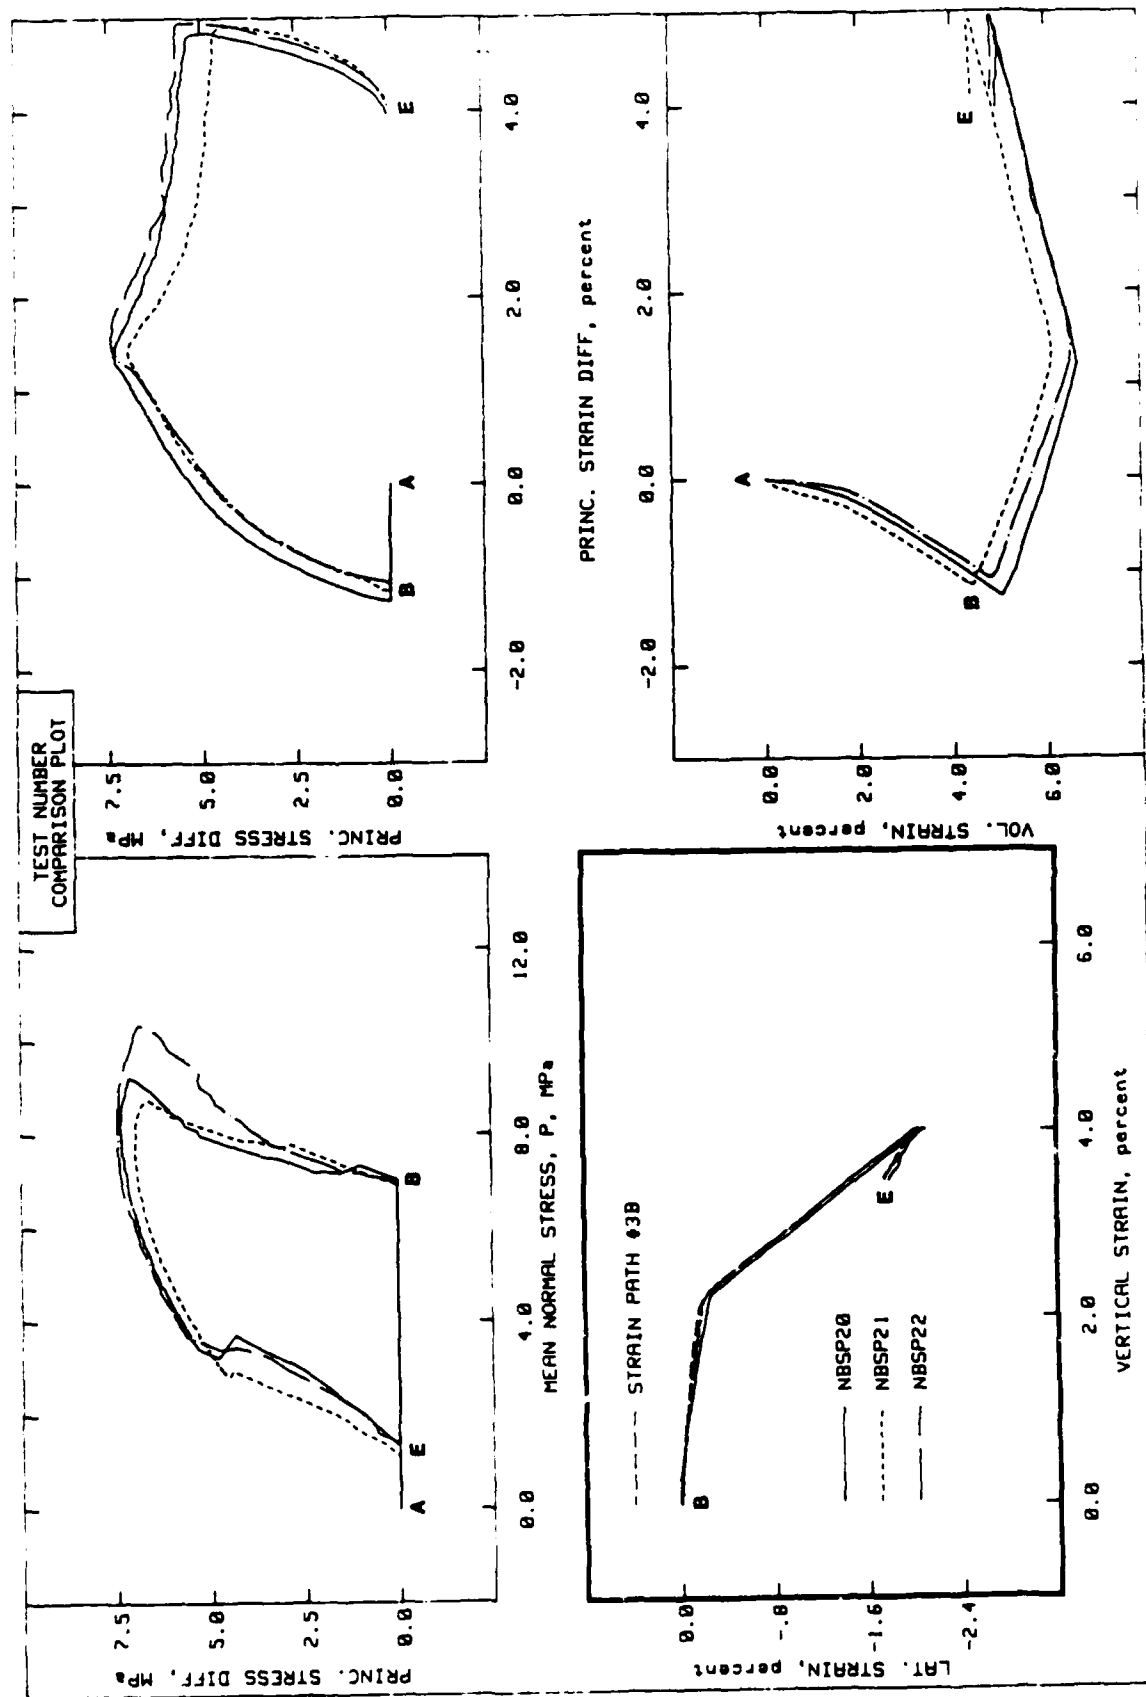 TEST NUMBER
COMPARISON PLOT
PRINC. STRESS DIFF, MPa
7.5
5.0
2.5
0.0
A
E
B
0.0
4.0
8.0
12.0
MEAN NORMAL STRESS, P, MPa
PRINC. STRESS DIFF, MPa
7.5
5.0
2.5
0.0
B
A
E
-2.0
0.0
2.0
4.0
PRINC. STRAIN DIFF, percent
LAT. STRAIN, percent
0.0
-.8
-1.6
-2.4
B
E
STRAIN PATH #3B
NBSP20
NBSP21
NBSP22
0.0
2.0
4.0
6.0
VERTICAL STRAIN, percent
VOL. STRAIN, percent
0.0
2.0
4.0
6.0
A
B
E
-2.0
0.0
2.0
4.0